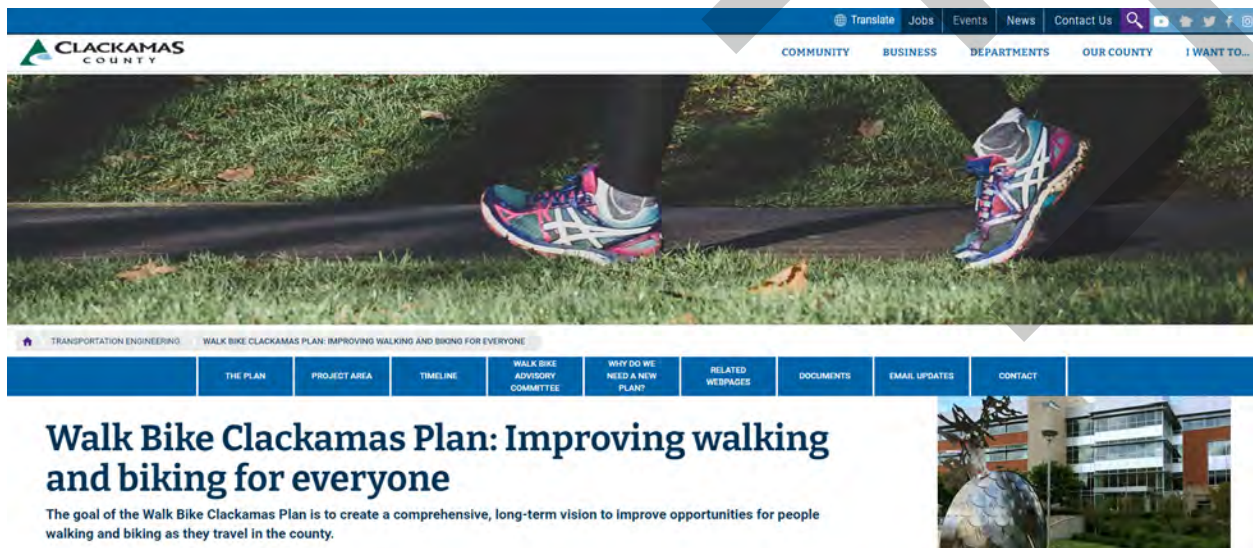 Translate Jobs Events News Contact Us
CLACKAMAS
COUNTY
COMMUNITY BUSINESS DEPARTMENTS OUR COUNTY I WANT TO...
TRANSPORTATION ENGINEERING WALK BIKE CLACKAMAS PLAN: IMPROVING WALKING AND BIKING FOR EVERYONE
THE PLAN
PROJECT AREA
TIMELINE
WALK BIKE
ADVISORY
COMMITTEE
WHY DO WE
NEED A NEW
PLAN?
RELATED
WEBPAGES
DOCUMENTS
EMAIL UPDATES
CONTACT
Walk Bike Clackamas Plan: Improving walking
and biking for everyone
The goal of the Walk Bike Clackamas Plan is to create a comprehensive, long-term vision to improve opportunities for people
walking and biking as they travel in the county.